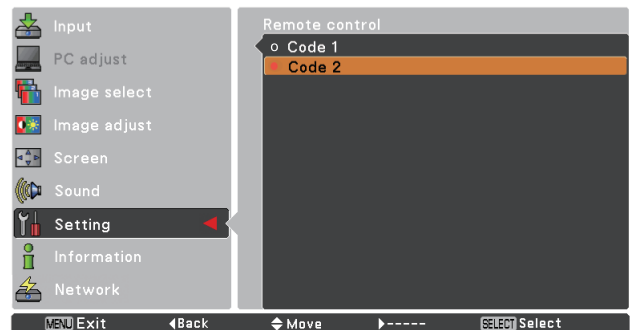 Input
PC adjust
Image select
Image adjust
Screen
Sound
Setting
Information
Network
Remote control
Code 1
Code 2
MENU Exit ◀Back Move ▶----- SELECT Select